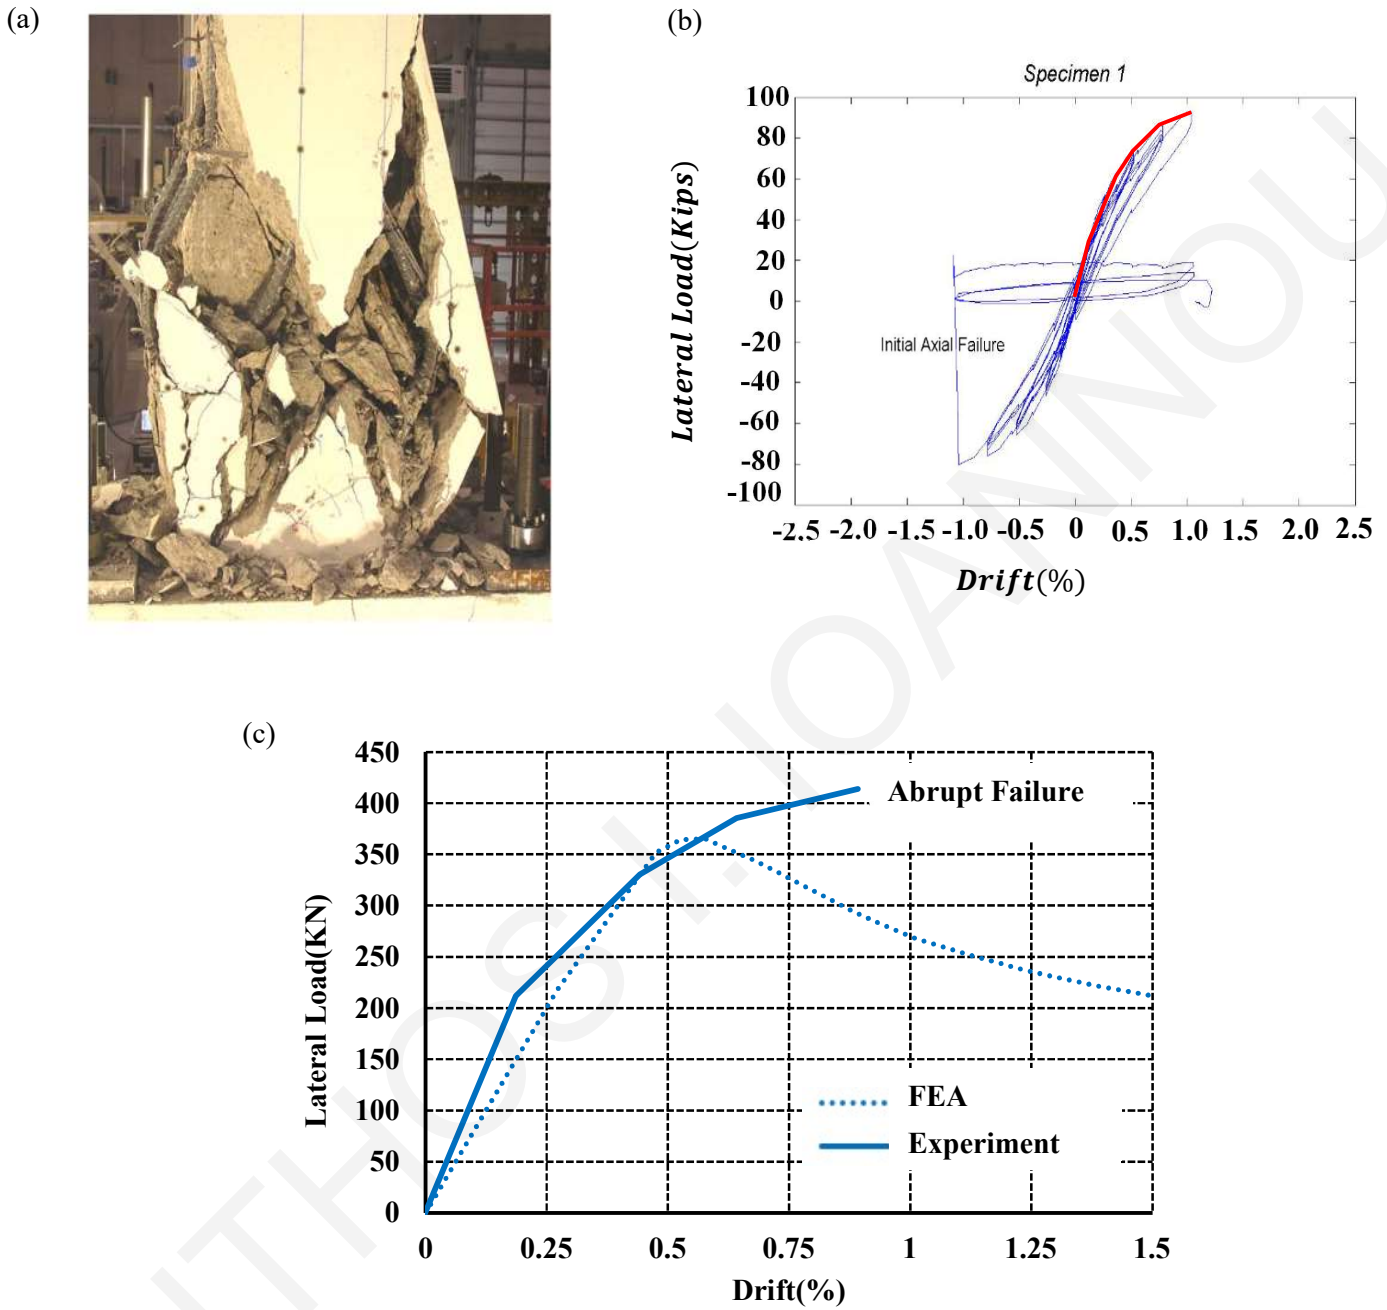 (a)
(b)
Specimen 1
100
80
60
40
20
0
-20
-40
-60
-80
-100
Lateral Load(Kips)
Initial Axial Failure
-2.5 -2.0 -1.5 -1.0 -0.5 0 0.5 1.0 1.5 2.0 2.5
Drift(%)
(c)
450
400
350
300
250
200
150
100
50
0
Lateral Load(KN)
Abrupt Failure
FEA
Experiment
0 0.25 0.5 0.75 1 1.25 1.5
Drift(%)
ITHOS I. IOANNOU